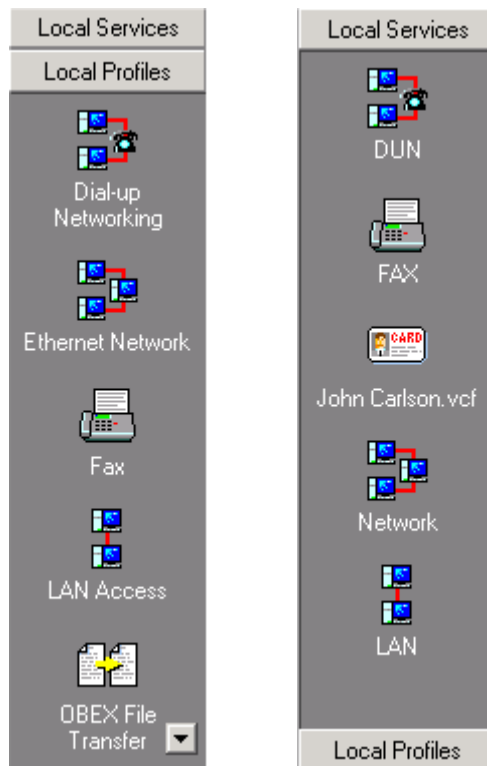 Local Services
Local Profiles
Dial-up
Networking
Ethernet Network
Fax
LAN Access
OBEX File
Transfer
Local Services
DUN
FAX
CARD
John Carlson.vcf
Network
LAN
Local Profiles